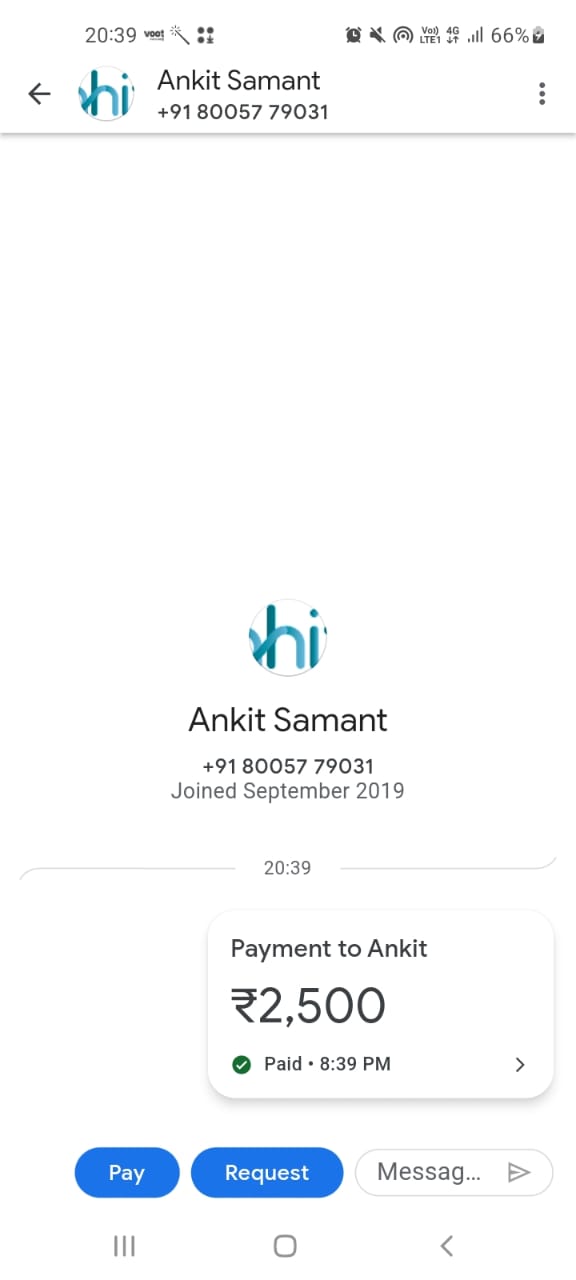 20:39 voot Vo) 4G 66%
LTE1
hi Ankit Samant
+91 80057 79031
hi
Ankit Samant
+91 80057 79031
Joined September 2019
20:39
Payment to Ankit
₹2,500
Paid • 8:39 PM
Pay Request Messag...